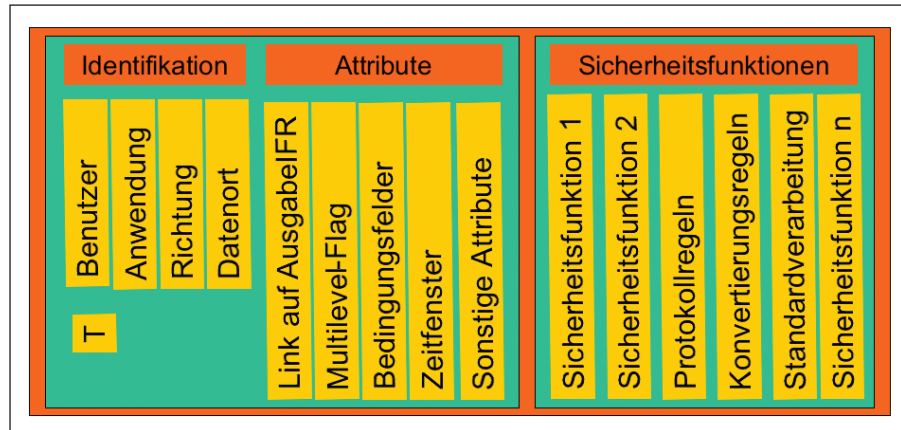 Identifikation
Attribute
Sicherheitsfunktionen
Benutzer
Anwendung
Richtung
Datenort
T
Link auf AusgabeIFR
Multilevel-Flag
Bedingungsfelder
Zeitfenster
Sonstige Attribute
Sicherheitsfunktion 1
Sicherheitsfunktion 2
Protokollregeln
Konvertierungsregeln
Standardverarbeitung
Sicherheitsfunktion n